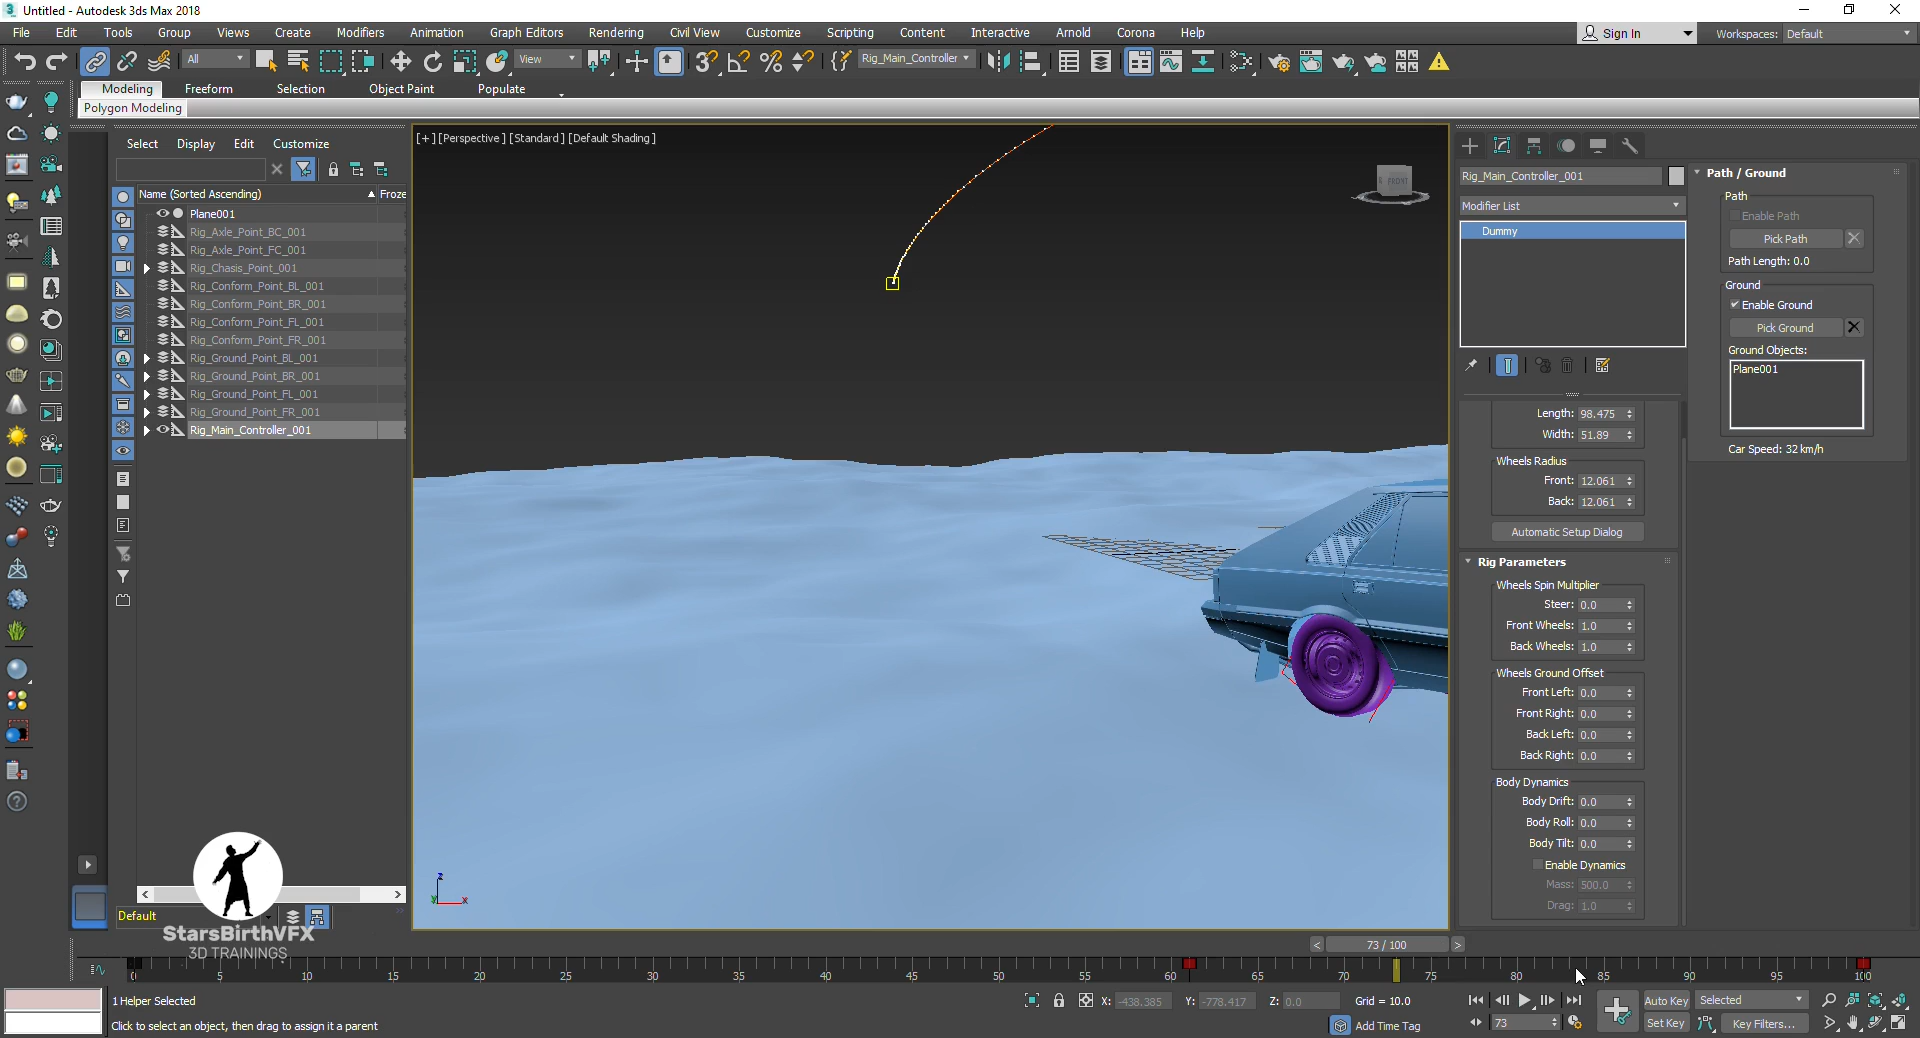 Untitled - Autodesk 3ds Max 2018
File Edit Tools Group Views Create Modifiers Animation Graph Editors Rendering Civil View Customize Scripting Content Interactive Arnold Corona Help
Sign In
Workspaces: Default
All
View
Rig_Main_Controller
Modeling Freeform Selection Object Paint Populate
Polygon Modeling
Select Display Edit Customize
Name (Sorted Ascending)
Froze
Plane001
Rig_Axle_Point_BC_001
Rig_Axle_Point_FC_001
Rig_Chasis_Point_001
Rig_Conform_Point_BL_001
Rig_Conform_Point_BR_001
Rig_Conform_Point_FL_001
Rig_Conform_Point_FR_001
Rig_Ground_Point_BL_001
Rig_Ground_Point_BR_001
Rig_Ground_Point_FL_001
Rig_Ground_Point_FR_001
Rig_Main_Controller_001
Default
StarsBirthVFX
3D TRAININGS
[+] [Perspective] [Standard] [Default Shading]
FRONT
z
x
Rig_Main_Controller_001
Modifier List
Dummy
Length: 98.475
Width: 51.89
Wheels Radius
Front: 12.061
Back: 12.061
Automatic Setup Dialog
Rig Parameters
Wheels Spin Multiplier
Steer: 0.0
Front Wheels: 1.0
Back Wheels: 1.0
Wheels Ground Offset
Front Left: 0.0
Front Right: 0.0
Back Left: 0.0
Back Right: 0.0
Body Dynamics
Body Drift: 0.0
Body Roll: 0.0
Body Tilt: 0.0
Enable Dynamics
Mass: 500.0
Drag: 1.0
Path / Ground
Path
Enable Path
Pick Path
Path Length: 0.0
Ground
Enable Ground
Pick Ground
Ground Objects:
Plane001
Car Speed: 32 km/h
< 73 / 100 >
0 5 10 15 20 25 30 35 40 45 50 55 60 65 70 75 80 85 90 95 100
1 Helper Selected
Click to select an object, then drag to assign it a parent
X: -438.385 Y: -778.417 Z: 0.0 Grid = 10.0
Add Time Tag
73
Auto Key Selected
Set Key Key Filters...